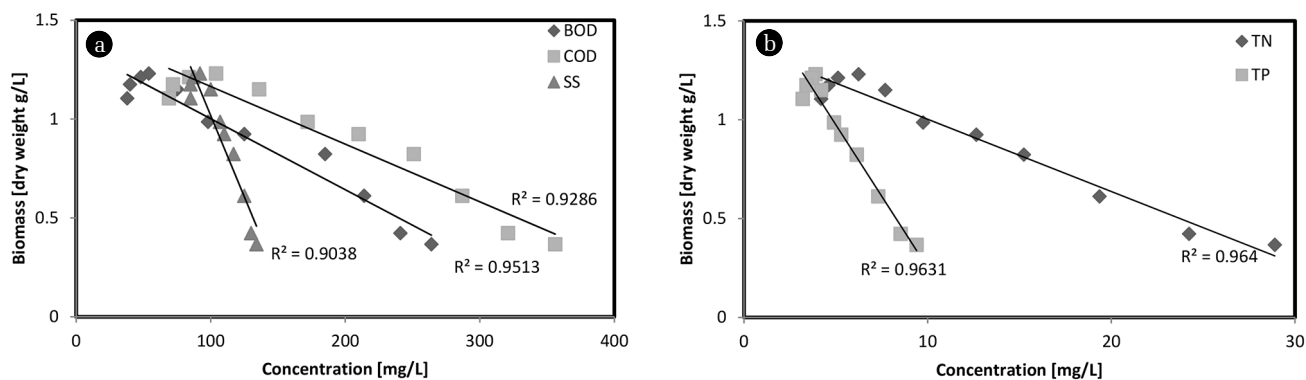 a
BOD
COD
SS
1.5
1
0.5
0
Biomass [dry weight g/L]
R² = 0.9286
R² = 0.9038
R² = 0.9513
0
100
200
300
400
Concentration [mg/L]
b
TN
TP
1.5
1
0.5
0
Biomass [dry weight g/L]
R² = 0.9631
R² = 0.964
0
10
20
30
Concentration [mg/L]